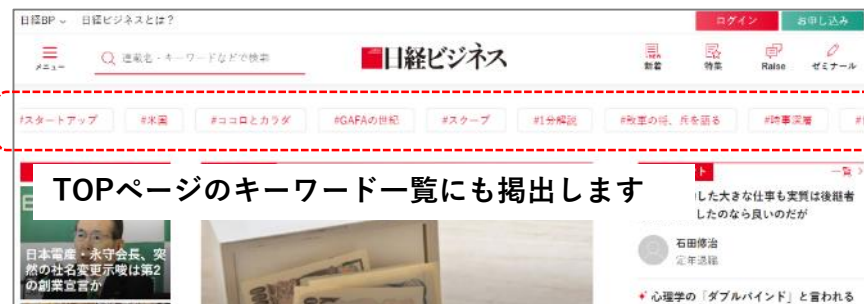 日経BP 日経ビジネスとは？
ログイン お申し込み
メニュー
連載名・キーワードなどで検索
日経ビジネス
新着 特集 Raise ゼミナール
#スタートアップ #米国 #ココロとカラダ #GAFAの世紀 #スクープ #1分解説 #敗軍の将、兵を語る #時事深層
TOPページのキーワード一覧にも掲出します
ト 一覧
した大きな仕事も実質は後継者
したのなら良いのだが
石田修治
定年退職
日本電産・永守会長、突
然の社名変更示唆は第2
の創業宣言か
心理学の「ダブルバインド」と言われる